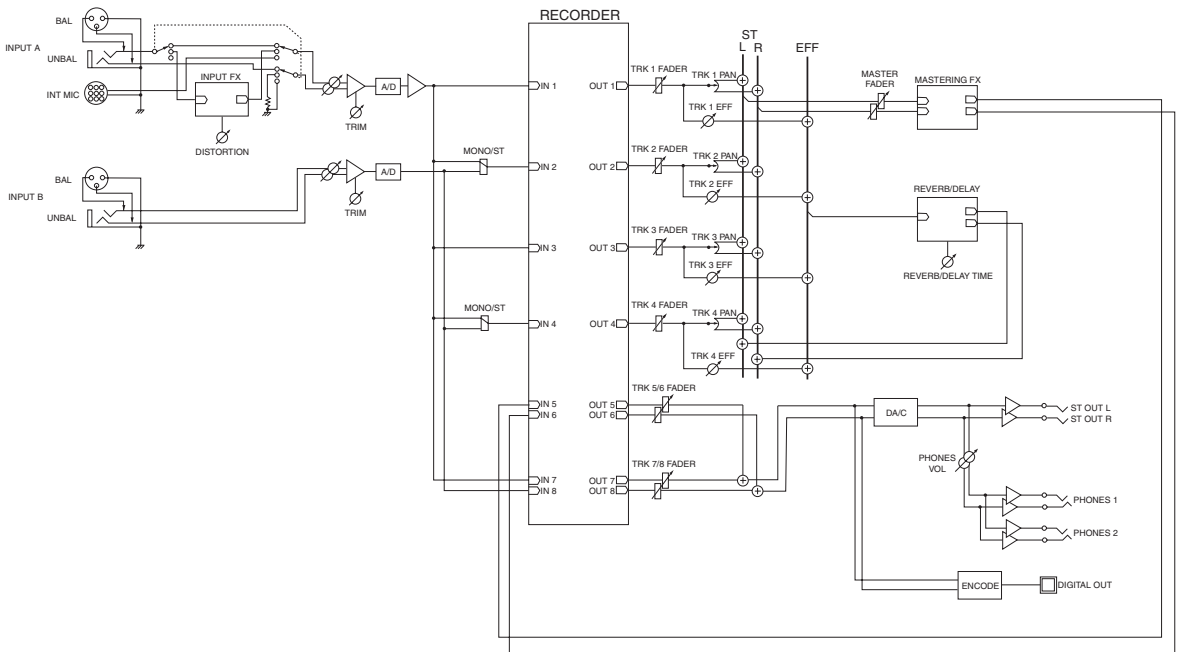 RECORDER
BAL
INPUT A
UNBAL
INT MIC
INPUT FX
DISTORTION
TRIM
A/D
BAL
INPUT B
UNBAL
TRIM
A/D
MONO/ST
MONO/ST
IN 1
IN 2
IN 3
IN 4
IN 5
IN 6
IN 7
IN 8
OUT 1
OUT 2
OUT 3
OUT 4
OUT 5
OUT 6
OUT 7
OUT 8
TRK 1 FADER
TRK 1 PAN
TRK 1 EFF
TRK 2 FADER
TRK 2 PAN
TRK 2 EFF
TRK 3 FADER
TRK 3 PAN
TRK 3 EFF
TRK 4 FADER
TRK 4 PAN
TRK 4 EFF
TRK 5/6 FADER
TRK 7/8 FADER
ST
L R
EFF
MASTER
FADER
MASTERING FX
REVERB/DELAY
REVERB/DELAY TIME
DA/C
ST OUT L
ST OUT R
PHONES
VOL
PHONES 1
PHONES 2
ENCODE
DIGITAL OUT